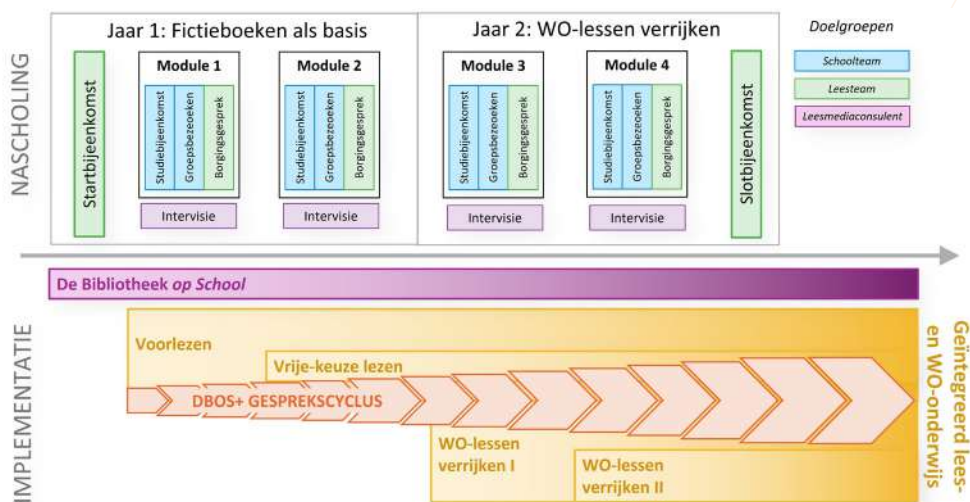 NASCHOLING
Jaar 1: Fictieboeken als basis
Jaar 2: WO-lessen verrijken
Startbijeenkomst
Module 1
Studiebijeenkomst
Groepsbezoeken
Borgingsgesprek
Intervisie
Module 2
Studiebijeenkomst
Groepsbezoeken
Borgingsgesprek
Intervisie
Module 3
Studiebijeenkomst
Groepsbezoeken
Borgingsgesprek
Intervisie
Module 4
Studiebijeenkomst
Groepsbezoeken
Borgingsgesprek
Intervisie
Slotbijeenkomst
Doelgroepen
Schoolteam
Leesteam
Leesmediaconsulent
IMPLEMENTATIE
De Bibliotheek op School
Voorlezen
Vrije-keuze lezen
DBOS+ GESPREKSCYCLUS
WO-lessen
verrijken I
WO-lessen
verrijken II
Geïntegreerd lees-
en WO-onderwijs